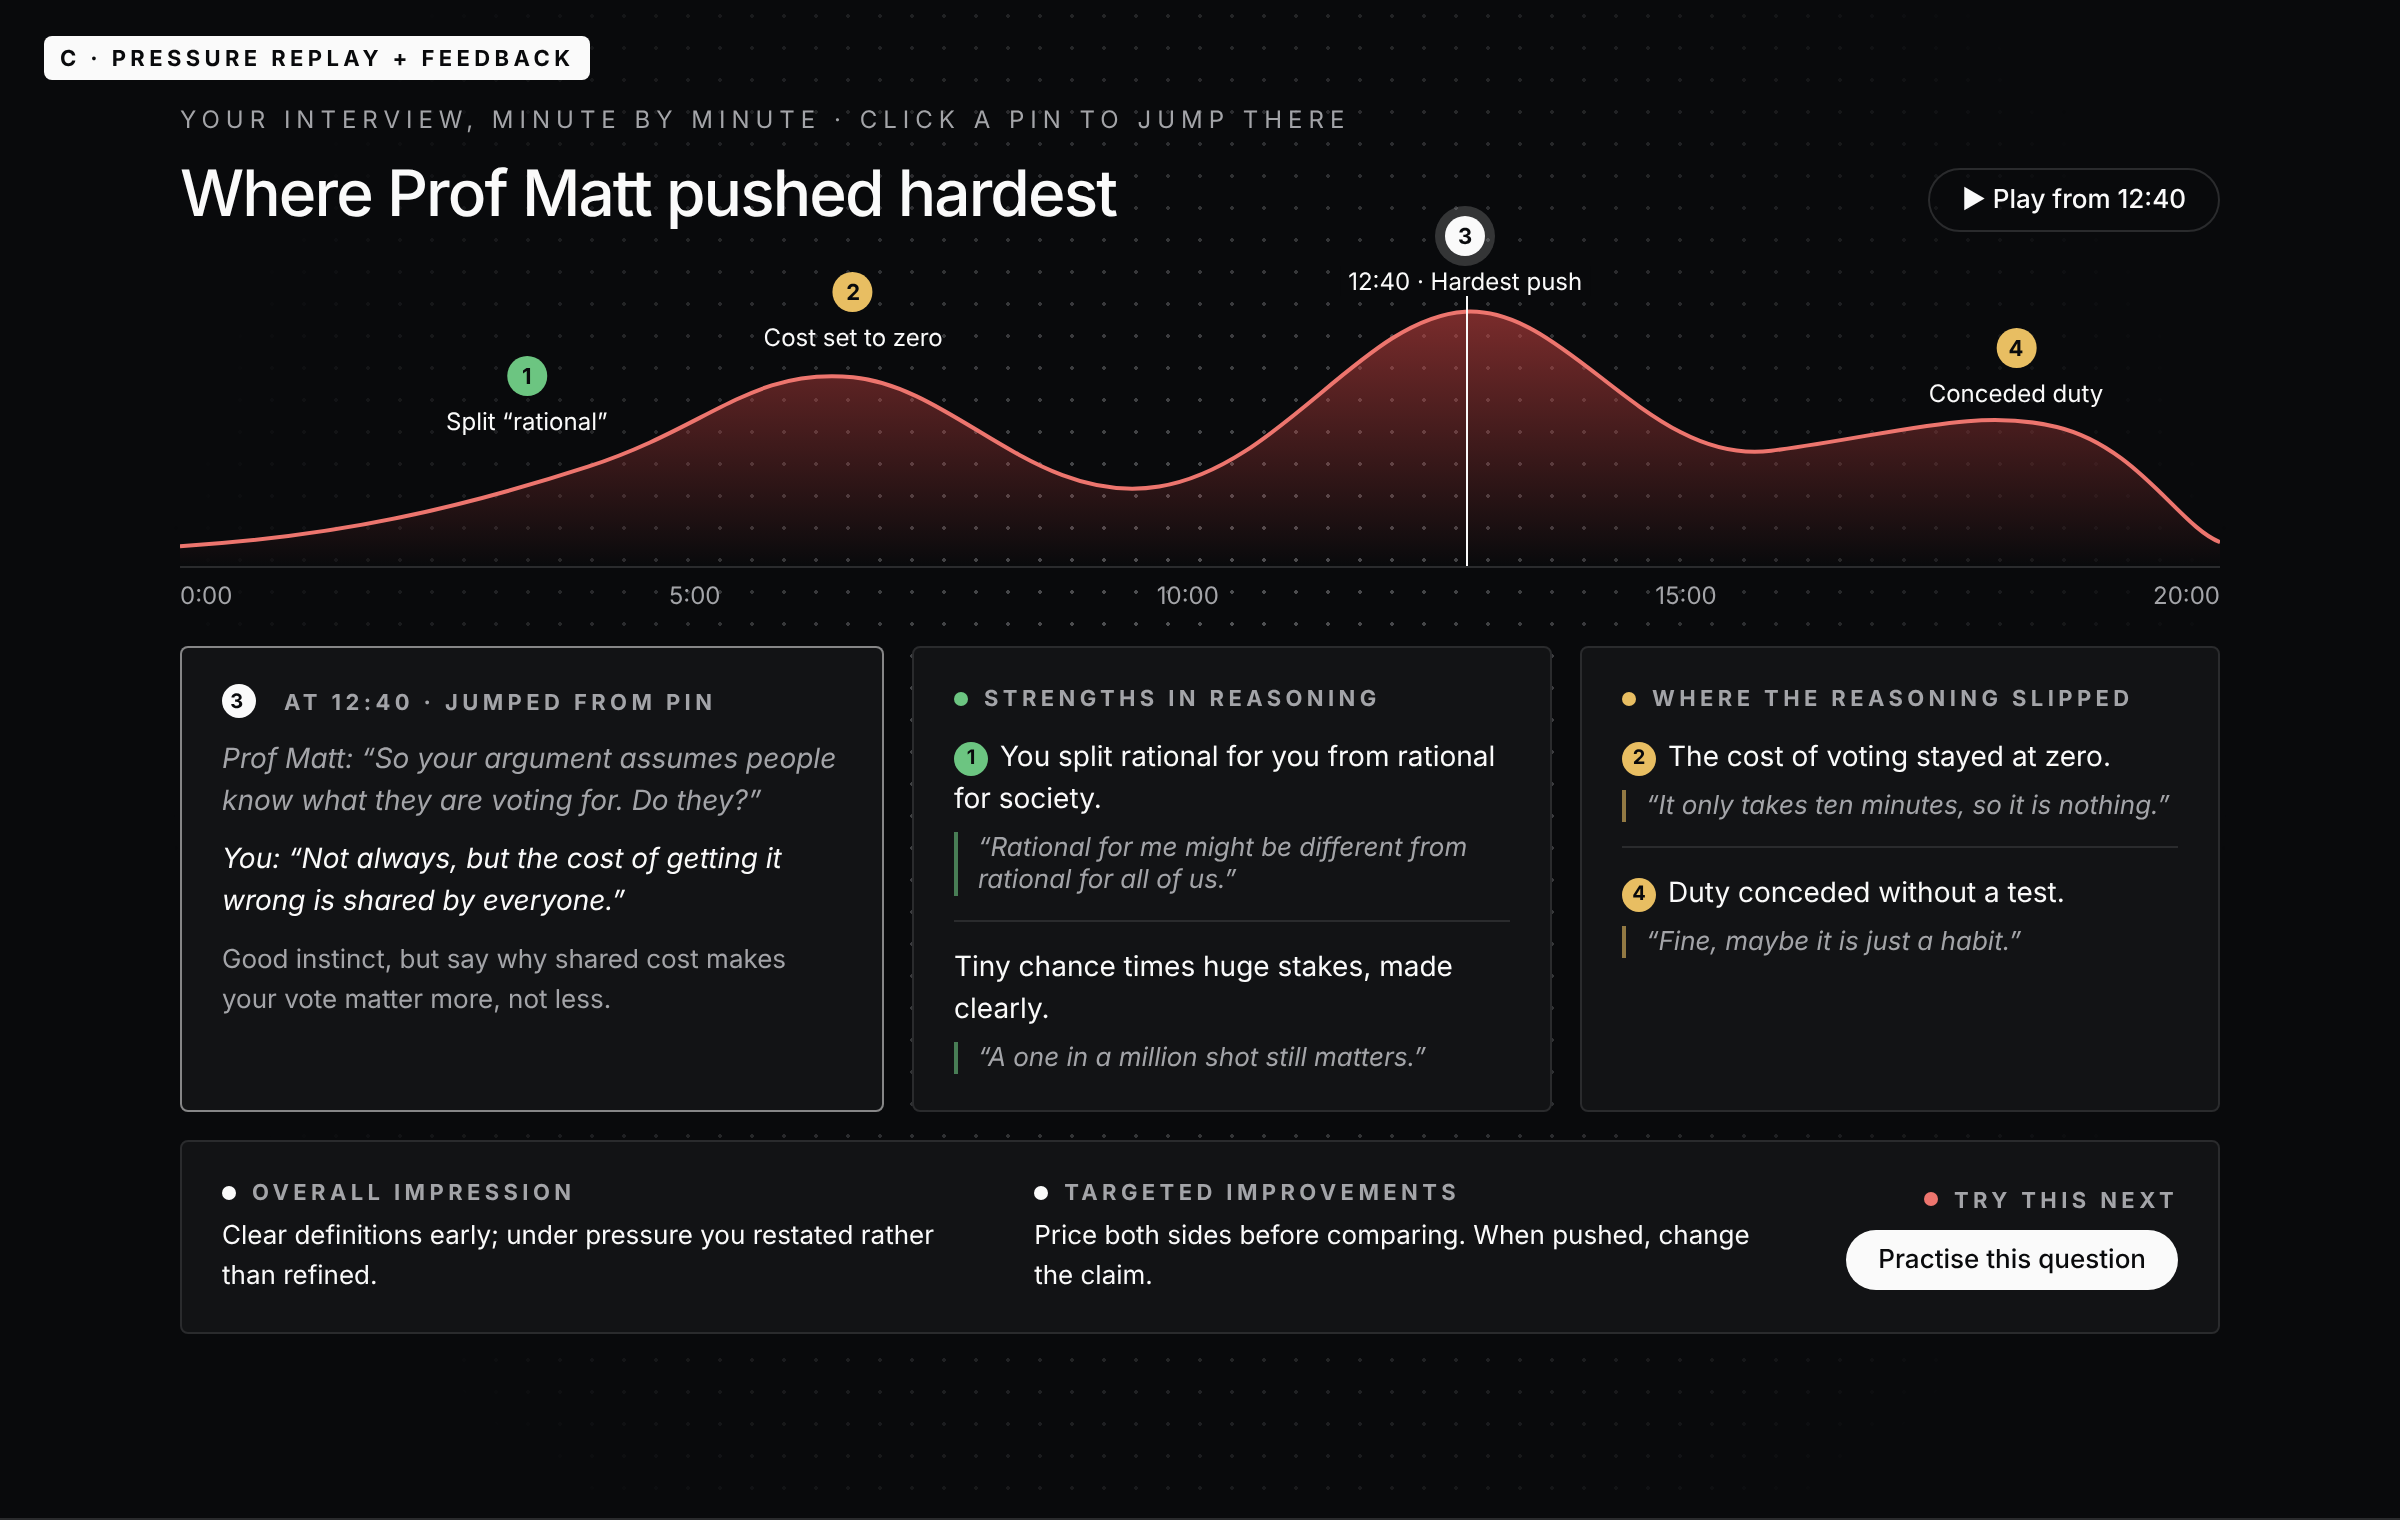 C · PRESSURE REPLAY + FEEDBACK
YOUR INTERVIEW, MINUTE BY MINUTE · CLICK A PIN TO JUMP THERE
Where Prof Matt pushed hardest
▶ Play from 12:40
3
12:40 · Hardest push
2
Cost set to zero
4
Conceded duty
1
Split “rational”
0:00
5:00
10:00
15:00
20:00
3 AT 12:40 · JUMPED FROM PIN
Prof Matt: “So your argument assumes people
know what they are voting for. Do they?”
You: “Not always, but the cost of getting it
wrong is shared by everyone.”
Good instinct, but say why shared cost makes
your vote matter more, not less.
STRENGTHS IN REASONING
1 You split rational for you from rational
for society.
“Rational for me might be different from
rational for all of us.”
Tiny chance times huge stakes, made
clearly.
“A one in a million shot still matters.”
WHERE THE REASONING SLIPPED
2 The cost of voting stayed at zero.
“It only takes ten minutes, so it is nothing.”
4 Duty conceded without a test.
“Fine, maybe it is just a habit.”
OVERALL IMPRESSION
Clear definitions early; under pressure you restated rather
than refined.
TARGETED IMPROVEMENTS
Price both sides before comparing. When pushed, change
the claim.
TRY THIS NEXT
Practise this question